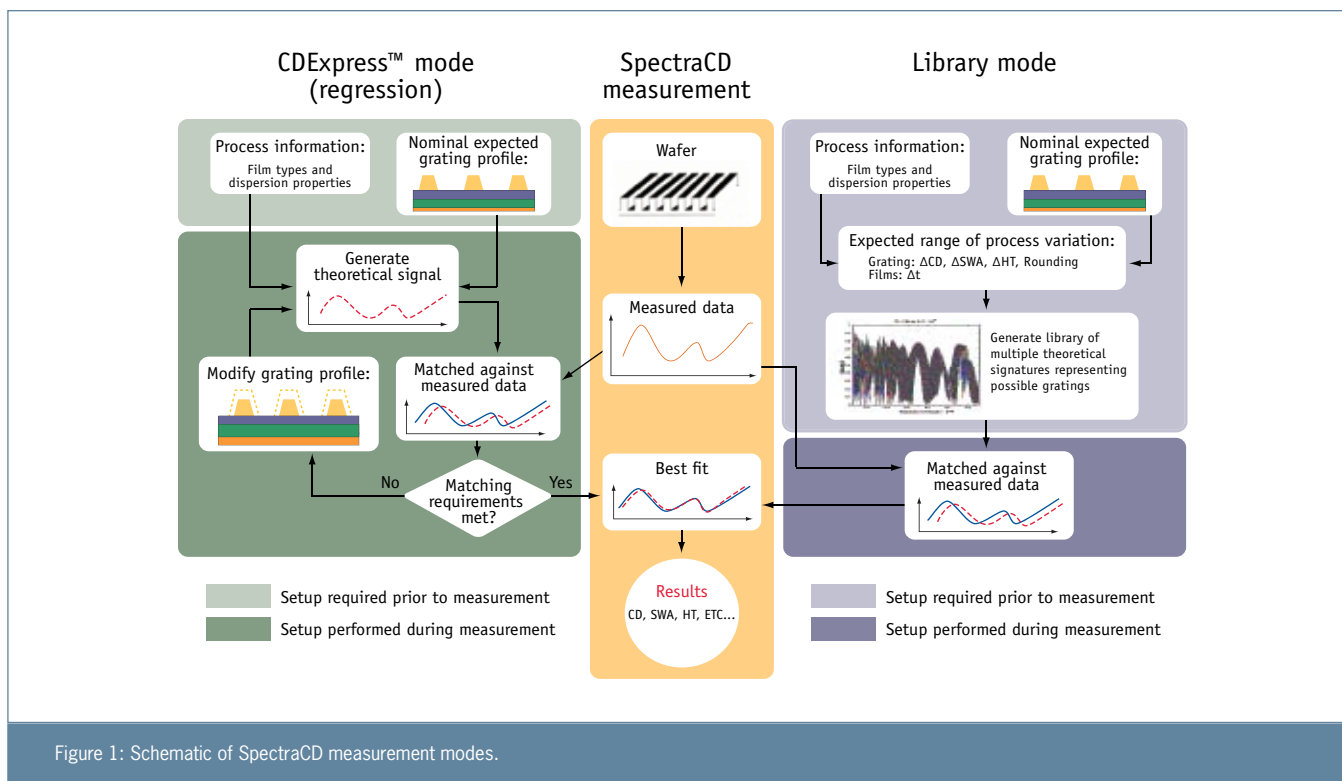 CDExpress™ mode
(regression)
SpectraCD
measurement
Library mode
Process information:
Film types and
dispersion properties
Nominal expected
grating profile:
Generate
theoretical signal
Modify grating profile:
Matched against
measured data
No
Matching
requirements
met?
Yes
Setup required prior to measurement
Setup performed during measurement
Wafer
Measured data
Best fit
Results
CD, SWA, HT, ETC...
Process information:
Film types and
dispersion properties
Nominal expected
grating profile:
Expected range of process variation:
Grating: ΔCD, ΔSWA, ΔHT, Rounding
Films: Δt
Generate library of
multiple theoretical
signatures representing
possible gratings
Matched against
measured data
Setup required prior to measurement
Setup performed during measurement
Figure 1: Schematic of SpectraCD measurement modes.